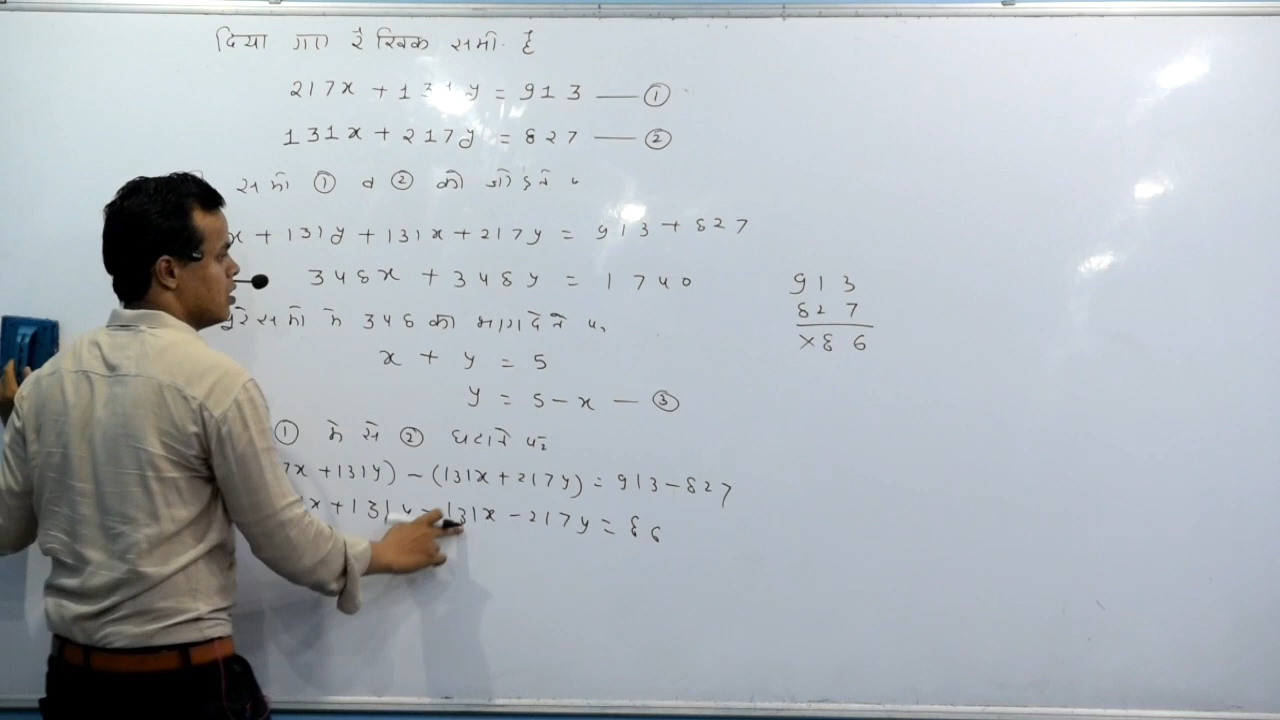 दिया गए रैखिक समी. है
217x + 131y = 913 — ①
131x + 217y = 827 — ②
समी ① व ② को जोड़ने प
x + 131y + 131x + 217y = 913 + 827
348x + 348y = 1740
913
827
×86
समी में 348 का भाग देने पर
x + y = 5
y = 5 - x — ③
① में से ② घटाने पर
7x + 131y) - (131x + 217y) = 913 - 827
x + 131y - 131x - 217y = 86